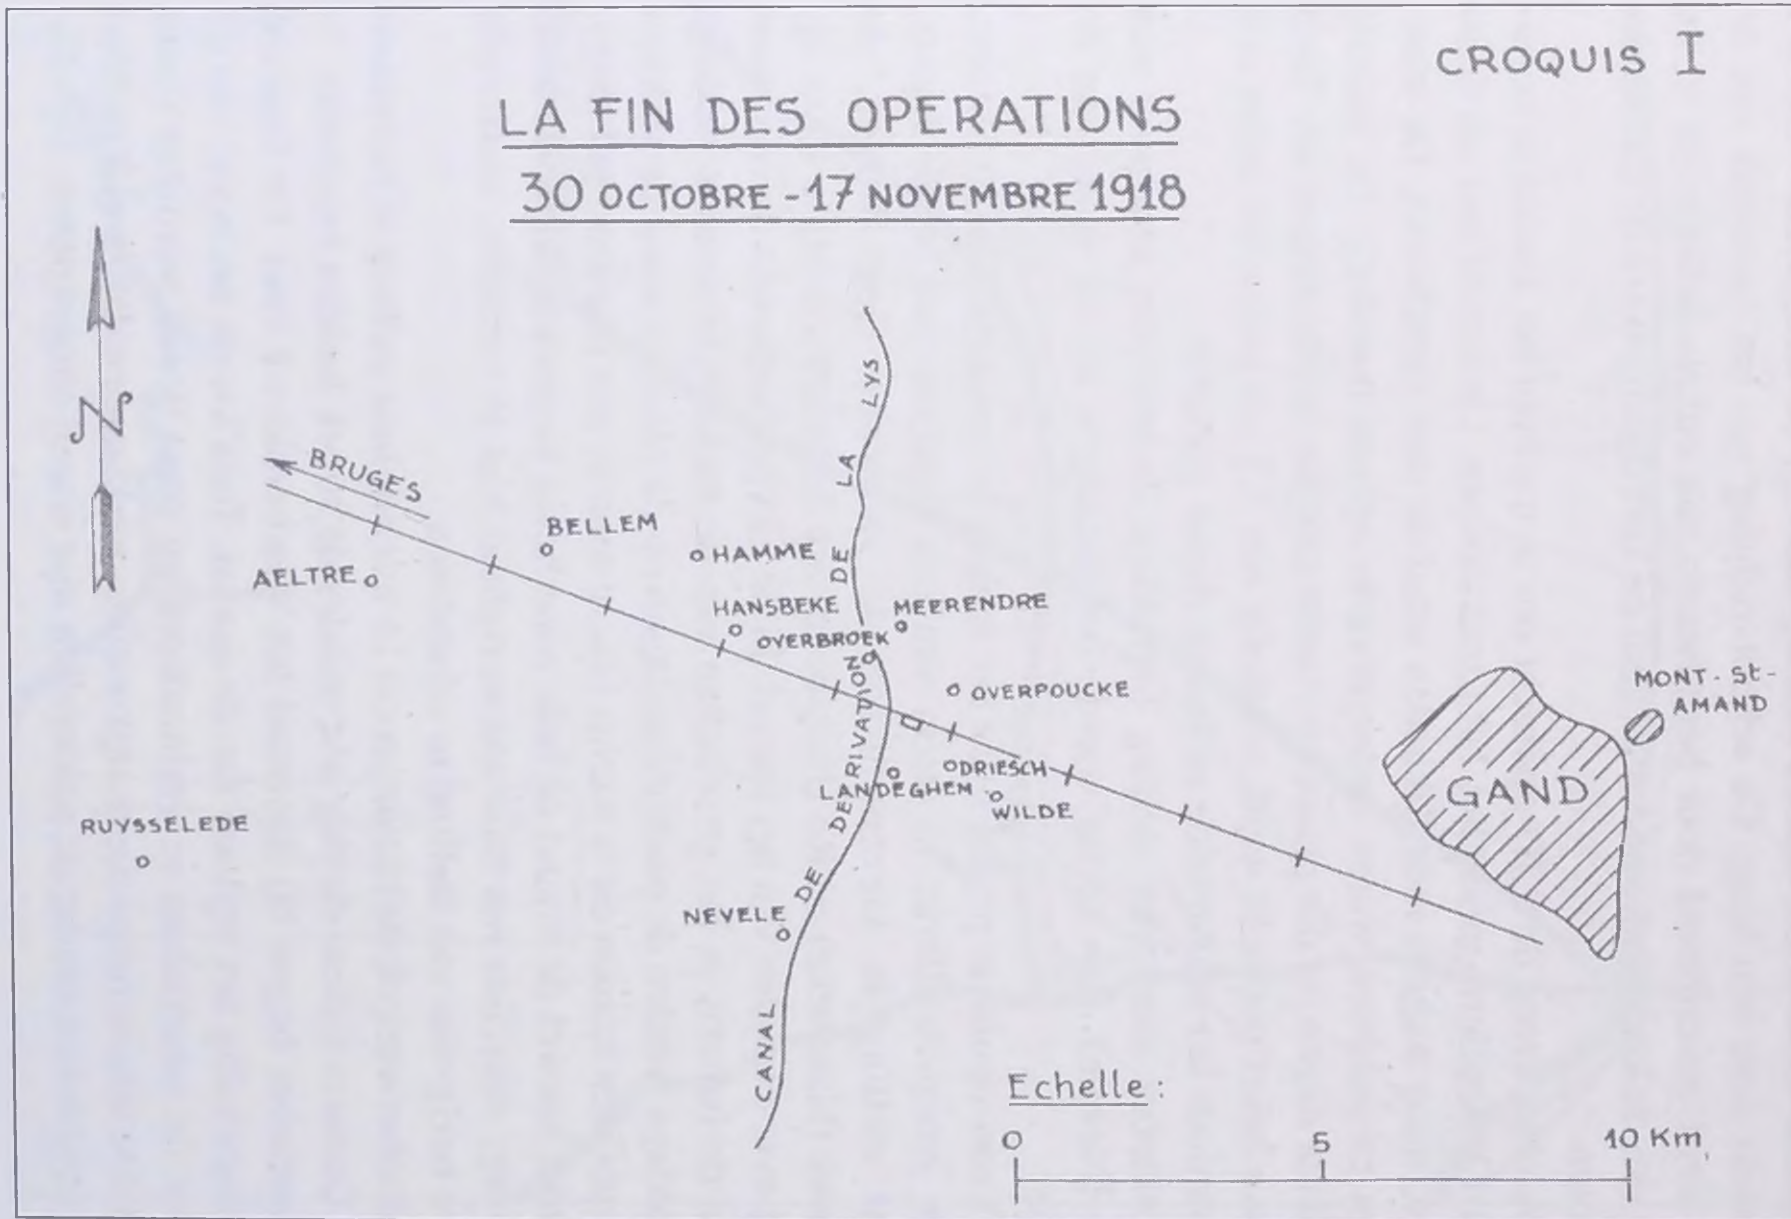 CROQUIS I
LA FIN DES OPERATIONS
30 OCTOBRE - 17 NOVEMBRE 1918
N
BRUGES
BELLEM
HAMME
AELTRE
HANSBEKE
MEERENDRE
OVERBROEK
OVERPOUCKE
MONT-St-
AMAND
DRIESCH
LANDEGHEM
WILDE
GAND
RUYSSELEDE
NEVELE
CANAL DE DERIVATION DE LA LYS
Echelle :
0 5 10 Km.